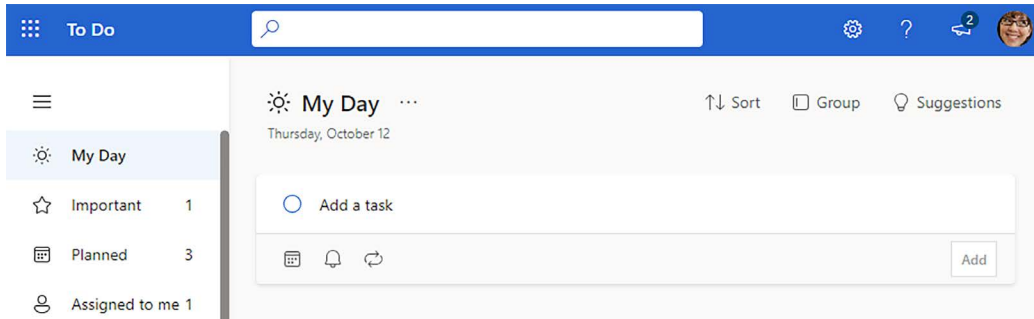 To Do
2
My Day
Important 1
Planned 3
Assigned to me 1
My Day ...
Thursday, October 12
Sort
Group
Suggestions
Add a task
Add